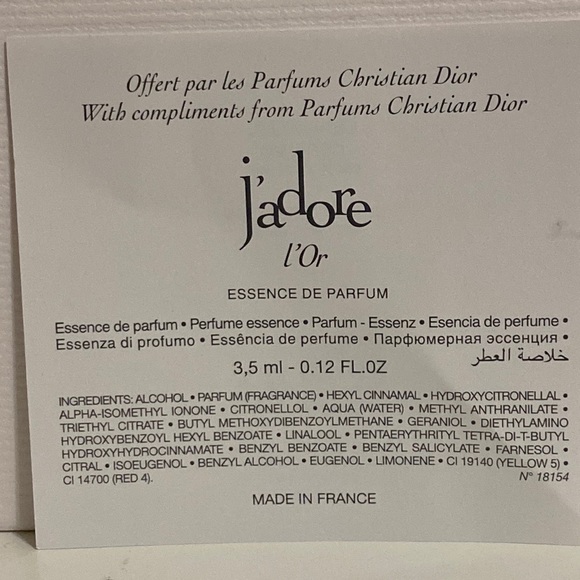 Offert par les Parfums Christian Dior
With compliments from Parfums Christian Dior
j'adore
l'Or
ESSENCE DE PARFUM
Essence de parfum • Perfume essence • Parfum - Essenz • Esencia de perfume •
Essenza di profumo • Essência de perfume • Парфюмерная эссенция •
خلاصة العطر
3,5 ml - 0.12 FL.OZ
INGREDIENTS: ALCOHOL • PARFUM (FRAGRANCE) • HEXYL CINNAMAL • HYDROXYCITRONELLAL •
ALPHA-ISOMETHYL IONONE • CITRONELLOL • AQUA (WATER) • METHYL ANTHRANILATE •
TRIETHYL CITRATE • BUTYL METHOXYDIBENZOYLMETHANE • GERANIOL • DIETHYLAMINO
HYDROXYBENZOYL HEXYL BENZOATE • LINALOOL • PENTAERYTHRITYL TETRA-DI-T-BUTYL
HYDROXYHYDROCINNAMATE • BENZYL BENZOATE • BENZYL SALICYLATE • FARNESOL •
CITRAL • ISOEUGENOL • BENZYL ALCOHOL • EUGENOL • LIMONENE • CI 19140 (YELLOW 5) •
CI 14700 (RED 4).
N° 18154
MADE IN FRANCE